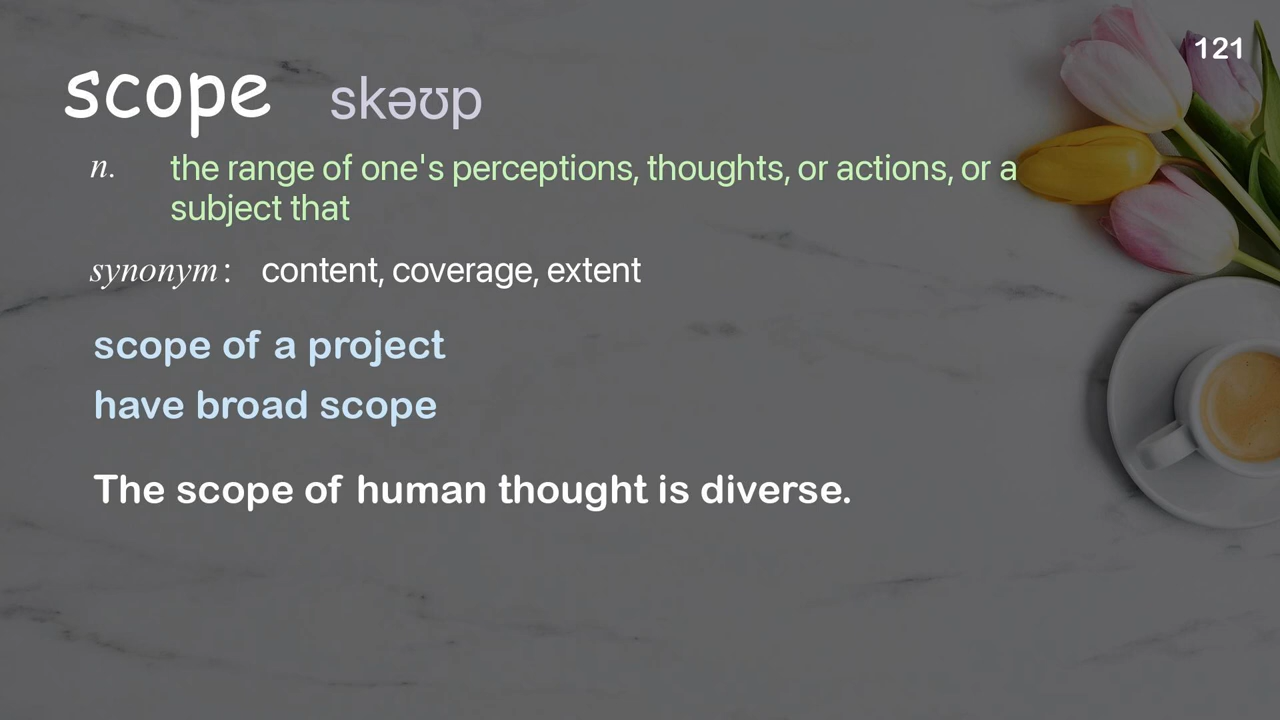 121
scope skəʊp
n. the range of one's perceptions, thoughts, or actions, or a
subject that
synonym: content, coverage, extent
scope of a project
have broad scope
The scope of human thought is diverse.